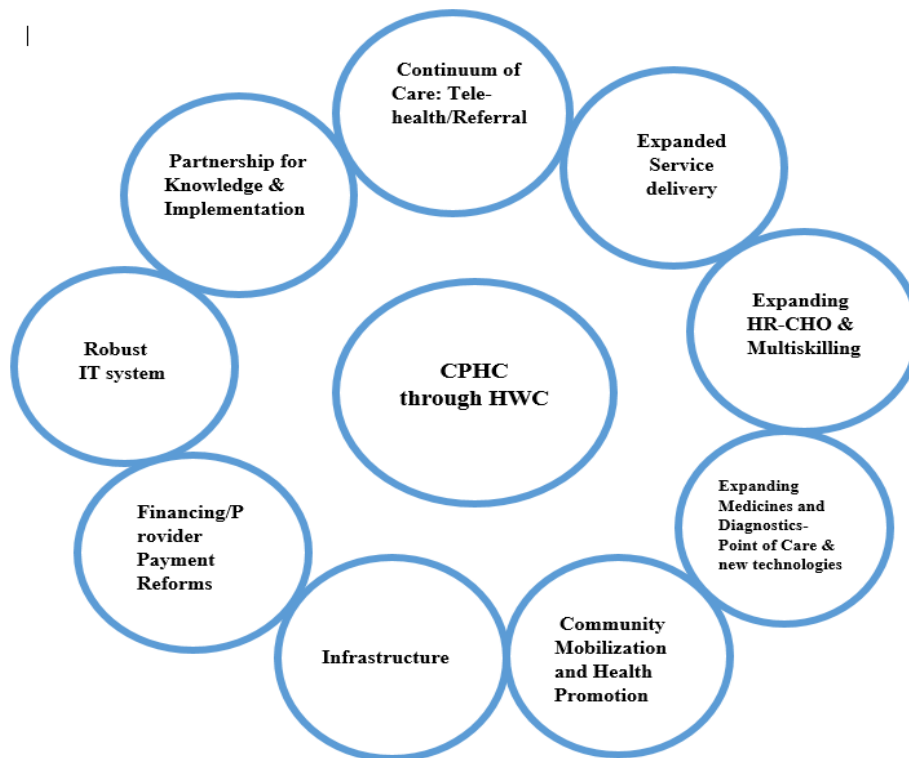 Continuum of
Care: Tele-
health/Referral
Expanded
Service
delivery
Expanding
HR-CHO &
Multiskilling
Expanding
Medicines and
Diagnostics-
Point of Care &
new technologies
Community
Mobilization
and Health
Promotion
Infrastructure
Financing/P
rovider
Payment
Reforms
Robust
IT system
Partnership for
Knowledge &
Implementation
CPHC
through HWC